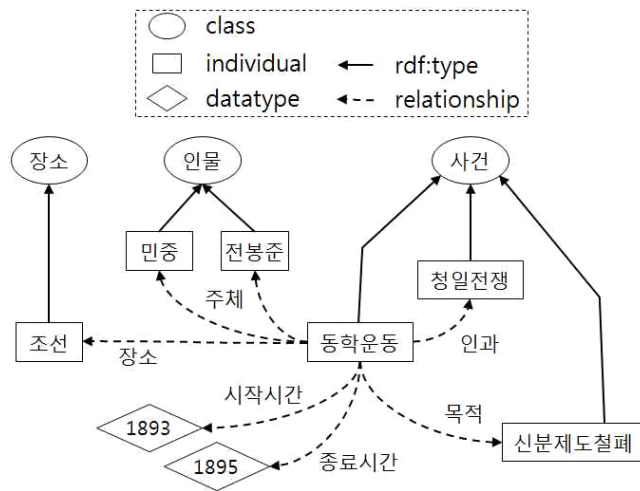 class
individual
rdf:type
datatype
relationship
장소
인물
사건
민중
전봉준
청일전쟁
주체
조선
장소
동학운동
인과
시작시간
목적
1893
신분제도철폐
1895
종료시간